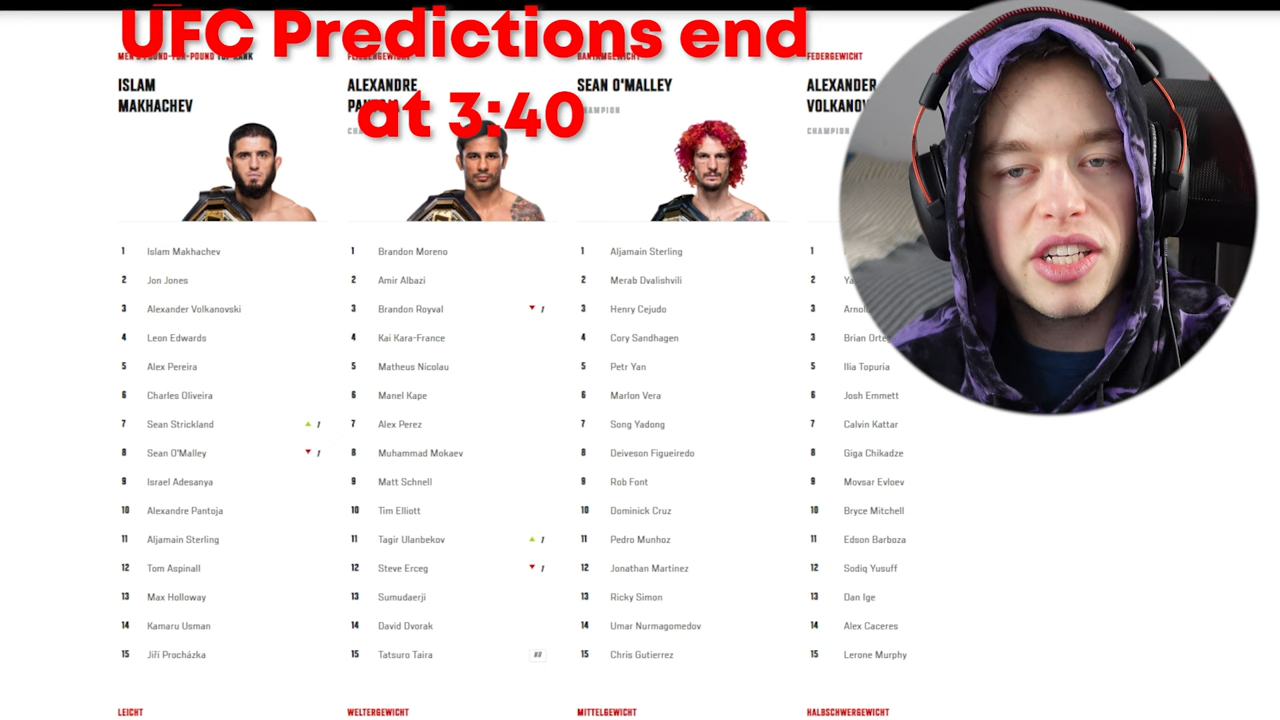 UFC Predictions end
at 3:40
MEN'S POUND-FOR-POUND TOP RANK
ISLAM
MAKHACHEV
1 Islam Makhachev
2 Jon Jones
3 Alexander Volkanovski
4 Leon Edwards
5 Alex Pereira
6 Charles Oliveira
7 Sean Strickland 1
8 Sean O'Malley 1
9 Israel Adesanya
10 Alexandre Pantoja
11 Aljamain Sterling
12 Tom Aspinall
13 Max Holloway
14 Kamaru Usman
15 Jiří Procházka
ALEXANDRE
1 Brandon Moreno
2 Amir Albazi
3 Brandon Royval 1
4 Kai Kara-France
5 Matheus Nicolau
6 Manel Kape
7 Alex Perez
8 Muhammad Mokaev
9 Matt Schnell
10 Tim Elliott
11 Tagir Ulanbekov 1
12 Steve Erceg 1
13 Sumudaerji
14 David Dvorak
15 Tatsuro Taira
BANTAMGEWICHT
SEAN O'MALLEY
CHAMPION
1 Aljamain Sterling
2 Merab Dvalishvili
3 Henry Cejudo
4 Cory Sandhagen
5 Petr Yan
6 Marlon Vera
7 Song Yadong
8 Deiveson Figueiredo
9 Rob Font
10 Dominick Cruz
11 Pedro Munhoz
12 Jonathan Martinez
13 Ricky Simon
14 Umar Nurmagomedov
15 Chris Gutierrez
FEDERGEWICHT
ALEXANDER
CHAMPION
1
2
3
4 Brian
5 Ilia Topuria
6 Josh Emmett
7 Calvin Kattar
8 Giga Chikadze
9 Movsar Evloev
10 Bryce Mitchell
11 Edson Barboza
12 Sodiq Yusuff
13 Dan Ige
14 Alex Caceres
15 Lerone Murphy
LEICHT
WELTERGEWICHT
MITTELGEWICHT
HALBSCHWERGEWICHT